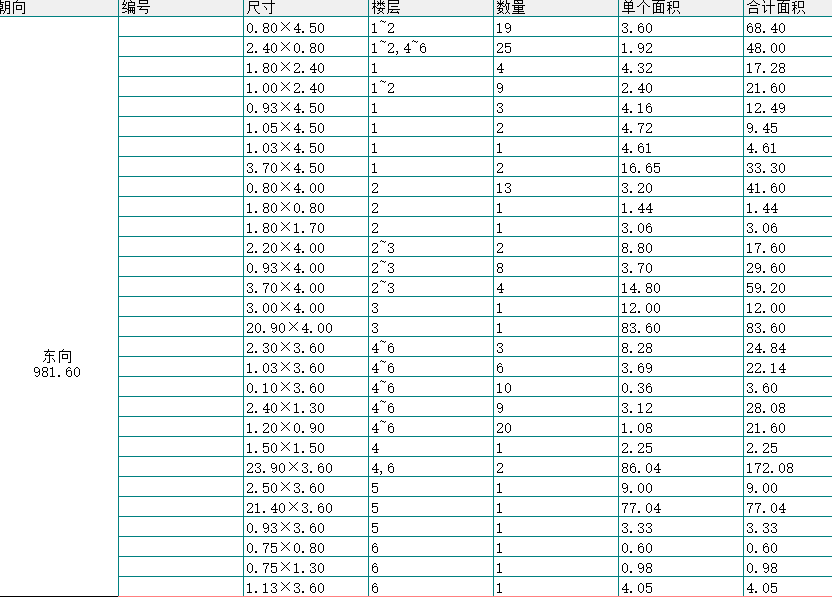 朝向 编号 尺寸 楼层 数量 单个面积 合计面积
0.80×4.50 1~2 19 3.60 68.40
2.40×0.80 1~2,4~6 25 1.92 48.00
1.80×2.40 1 4 4.32 17.28
1.00×2.40 1~2 9 2.40 21.60
0.93×4.50 1 3 4.16 12.49
1.05×4.50 1 2 4.72 9.45
1.03×4.50 1 1 4.61 4.61
3.70×4.50 1 2 16.65 33.30
0.80×4.00 2 13 3.20 41.60
1.80×0.80 2 1 1.44 1.44
1.80×1.70 2 1 3.06 3.06
2.20×4.00 2~3 2 8.80 17.60
0.93×4.00 2~3 8 3.70 29.60
3.70×4.00 2~3 4 14.80 59.20
3.00×4.00 3 1 12.00 12.00
20.90×4.00 3 1 83.60 83.60
东向
981.60
2.30×3.60 4~6 3 8.28 24.84
1.03×3.60 4~6 6 3.69 22.14
0.10×3.60 4~6 10 0.36 3.60
2.40×1.30 4~6 9 3.12 28.08
1.20×0.90 4~6 20 1.08 21.60
1.50×1.50 4 1 2.25 2.25
23.90×3.60 4,6 2 86.04 172.08
2.50×3.60 5 1 9.00 9.00
21.40×3.60 5 1 77.04 77.04
0.93×3.60 5 1 3.33 3.33
0.75×0.80 6 1 0.60 0.60
0.75×1.30 6 1 0.98 0.98
1.13×3.60 6 1 4.05 4.05